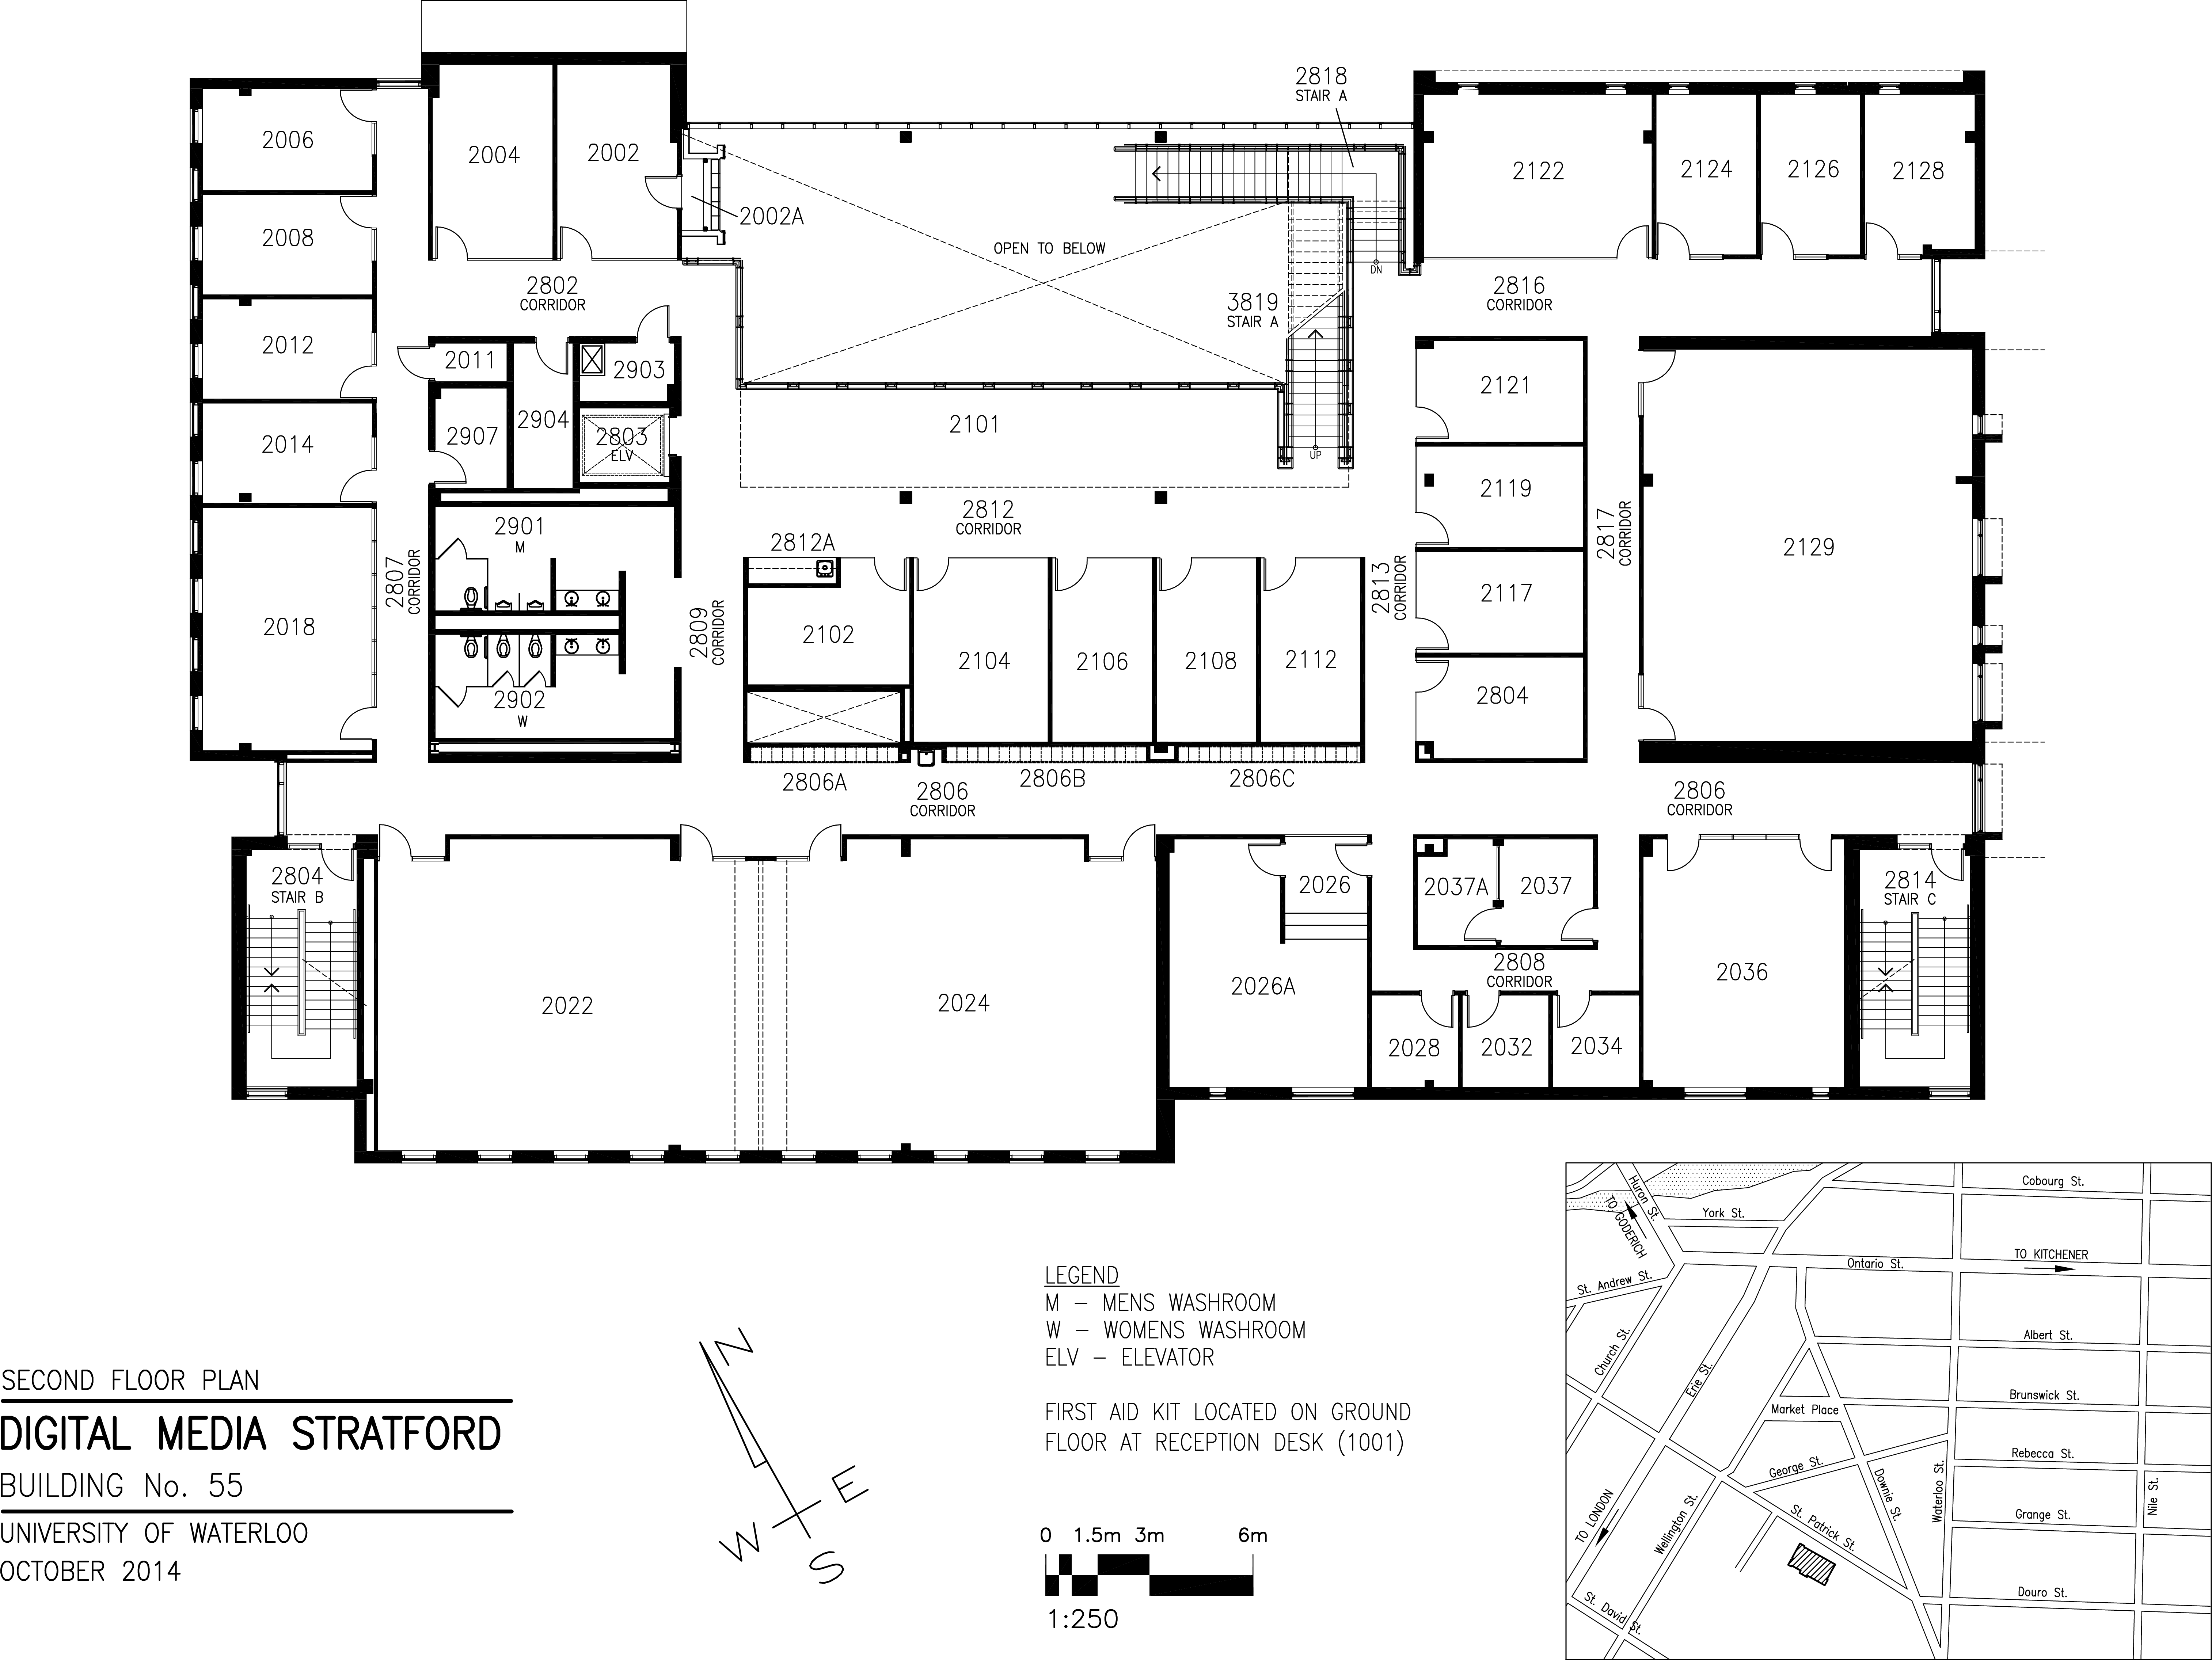 2818
STAIR A
2006
2004
2002
2122
2124
2126
2128
2002A
2008
OPEN TO BELOW
DN
2802
CORRIDOR
3819
STAIR A
2816
CORRIDOR
2012
2011
2903
2121
2904
2101
2014
2907
2803
ELV
UP
2119
2812
CORRIDOR
2901
M
2812A
2817
CORRIDOR
2129
2807
CORRIDOR
2813
CORRIDOR
2117
2018
2809
CORRIDOR
2102
2104
2106
2108
2112
2902
W
2804
2806A
2806
CORRIDOR
2806B
2806C
2806
CORRIDOR
2804
STAIR B
2026
2037A
2037
2814
STAIR C
2022
2024
2026A
2808
CORRIDOR
2036
2028
2032
2034
Cobourg St.
Huron St.
TO GODERICH
York St.
TO KITCHENER
Ontario St.
St. Andrew St.
Church St.
Albert St.
Erie St.
Brunswick St.
Market Place
Rebecca St.
George St.
Downie St.
Waterloo St.
Nile St.
TO LONDON
Wellington St.
St. Patrick St.
Grange St.
Douro St.
St. David St.
LEGEND
M – MENS WASHROOM
W – WOMENS WASHROOM
ELV – ELEVATOR
FIRST AID KIT LOCATED ON GROUND
FLOOR AT RECEPTION DESK (1001)
N
E
W
S
0 1.5m 3m 6m
1:250
SECOND FLOOR PLAN
DIGITAL MEDIA STRATFORD
BUILDING No. 55
UNIVERSITY OF WATERLOO
OCTOBER 2014